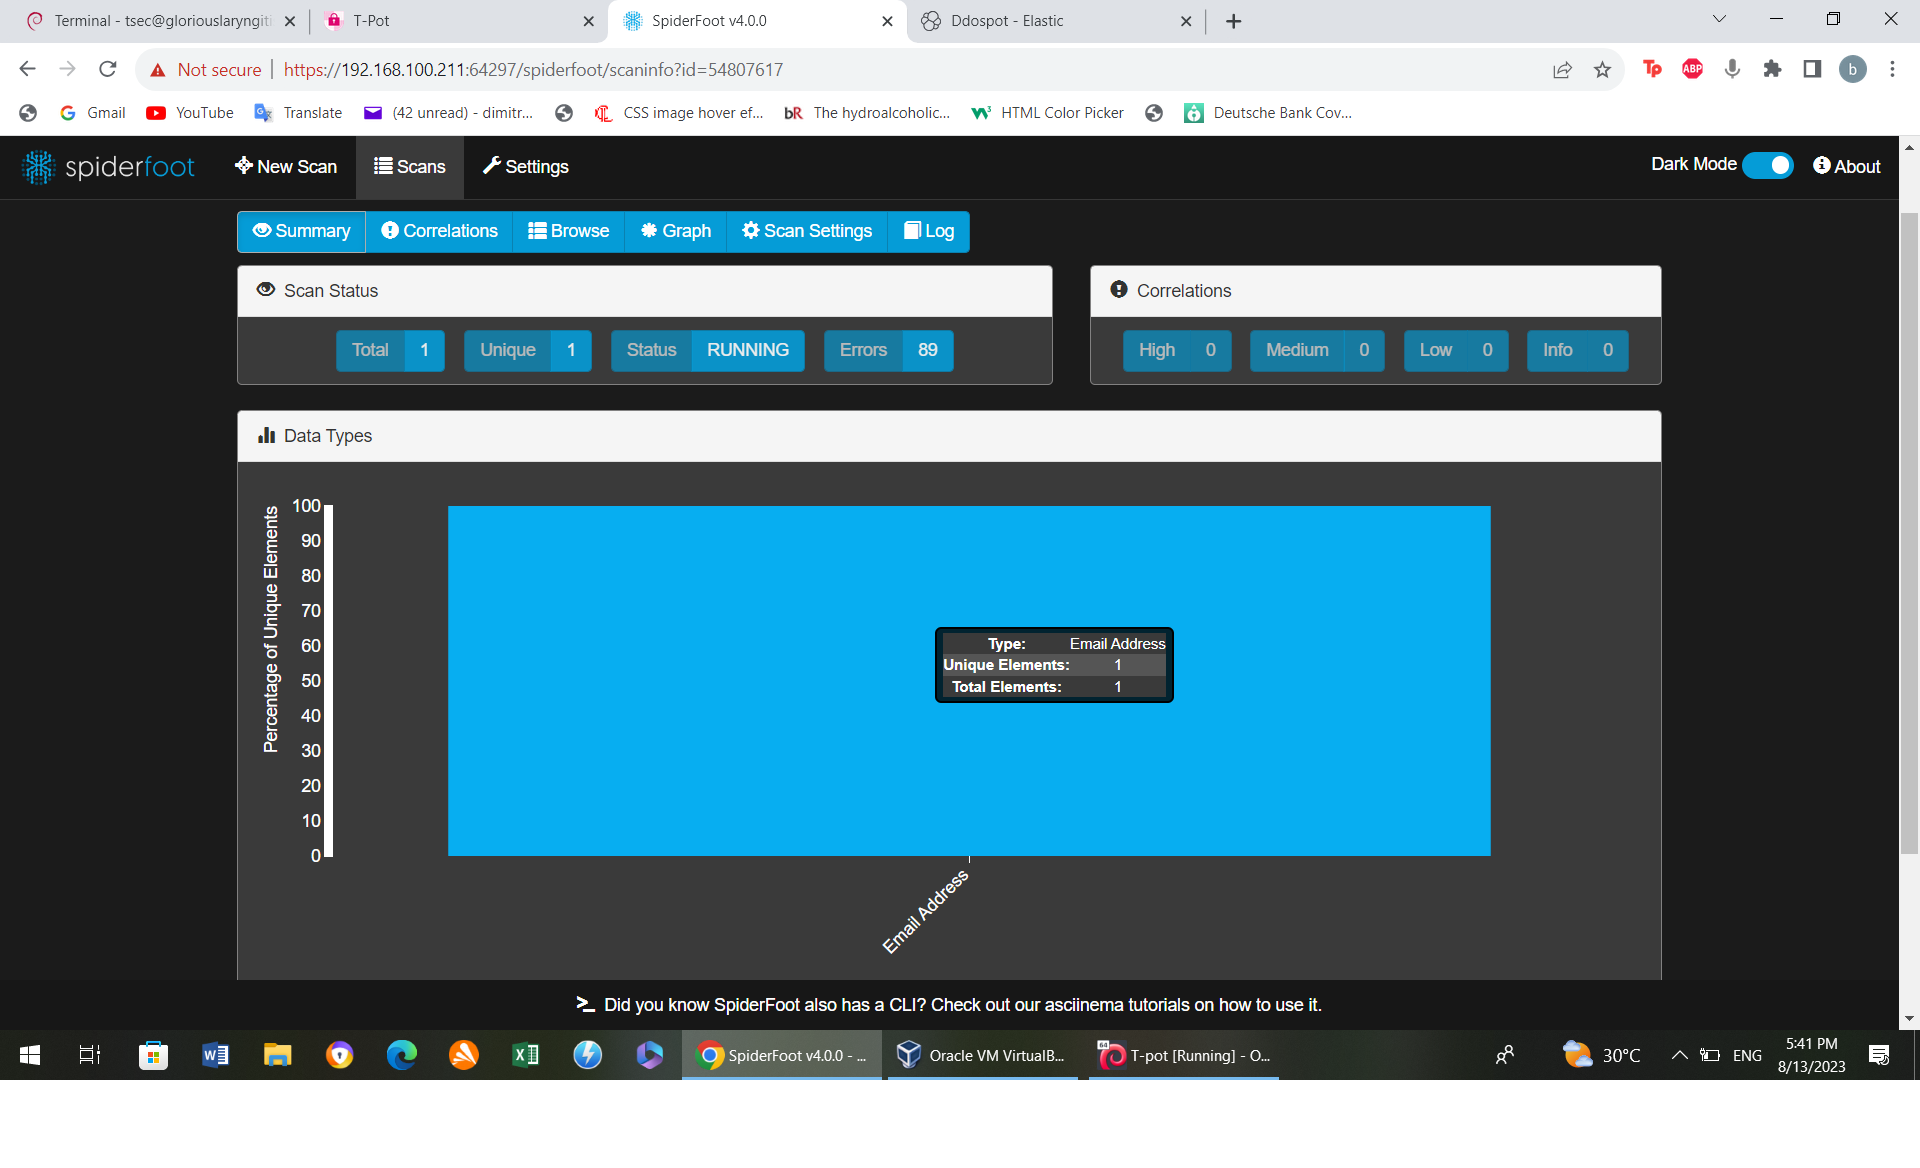 Terminal - tsec@gloriouslaryngiti
T-Pot
SpiderFoot v4.0.0
Ddospot - Elastic
Not secure
https://192.168.100.211:64297/spiderfoot/scaninfo?id=54807617
Tp
ABP
b
Gmail
YouTube
Translate
(42 unread) - dimitr...
CSS image hover ef...
bR The hydroalcoholic...
HTML Color Picker
Deutsche Bank Cov...
spiderfoot
New Scan
Scans
Settings
Dark Mode
About
Summary
Correlations
Browse
Graph
Scan Settings
Log
Scan Status
Total 1
Unique 1
Status RUNNING
Errors 89
Correlations
High 0
Medium 0
Low 0
Info 0
Data Types
Percentage of Unique Elements
100
90
80
70
60
50
40
30
20
10
0
Type: Email Address
Unique Elements: 1
Total Elements: 1
Email Address
Did you know SpiderFoot also has a CLI? Check out our asciinema tutorials on how to use it.
SpiderFoot v4.0.0 - ...
Oracle VM VirtualB...
64
T-pot [Running] - O...
30°C
ENG
5:41 PM
8/13/2023